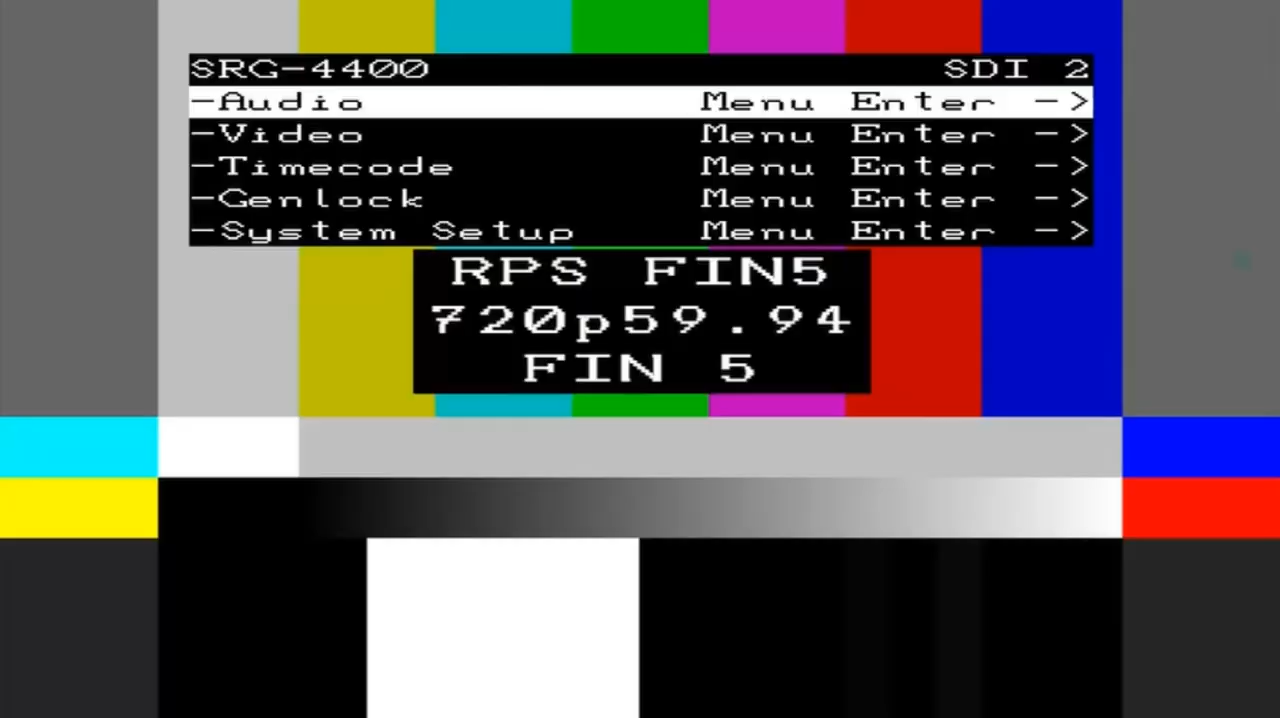 SRG-4400 SDI 2
-Audio Menu Enter ->
-Video Menu Enter ->
-Timecode Menu Enter ->
-Genlock Menu Enter ->
-System Setup Menu Enter ->
RPS FIN5
720p59.94
FIN 5